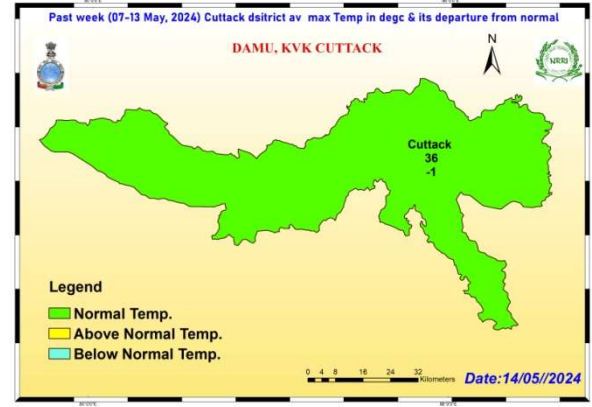 Past week (07-13 May, 2024) Cuttack dsitrict av max Temp in degc & its departure from normal
DAMU, KVK CUTTACK
N
NRRI
Cuttack
36
-1
Legend
Normal Temp.
Above Normal Temp.
Below Normal Temp.
0 4 8 16 24 32
Kilometers
Date:14/05//2024